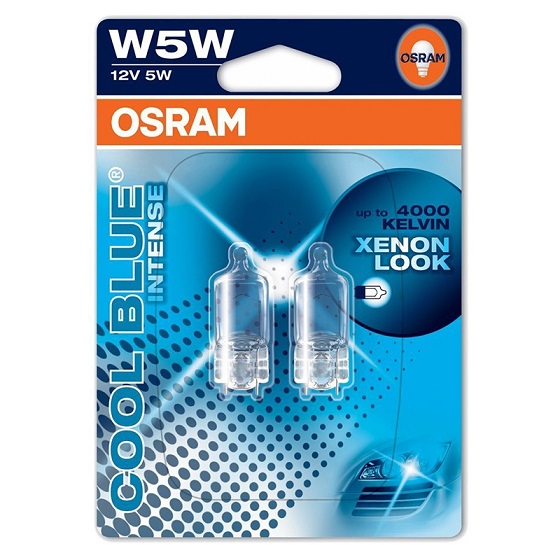 W5W
12V 5W
OSRAM
OSRAM
COOL BLUE®
INTENSE
up to 4000
KELVIN
XENON
LOOK